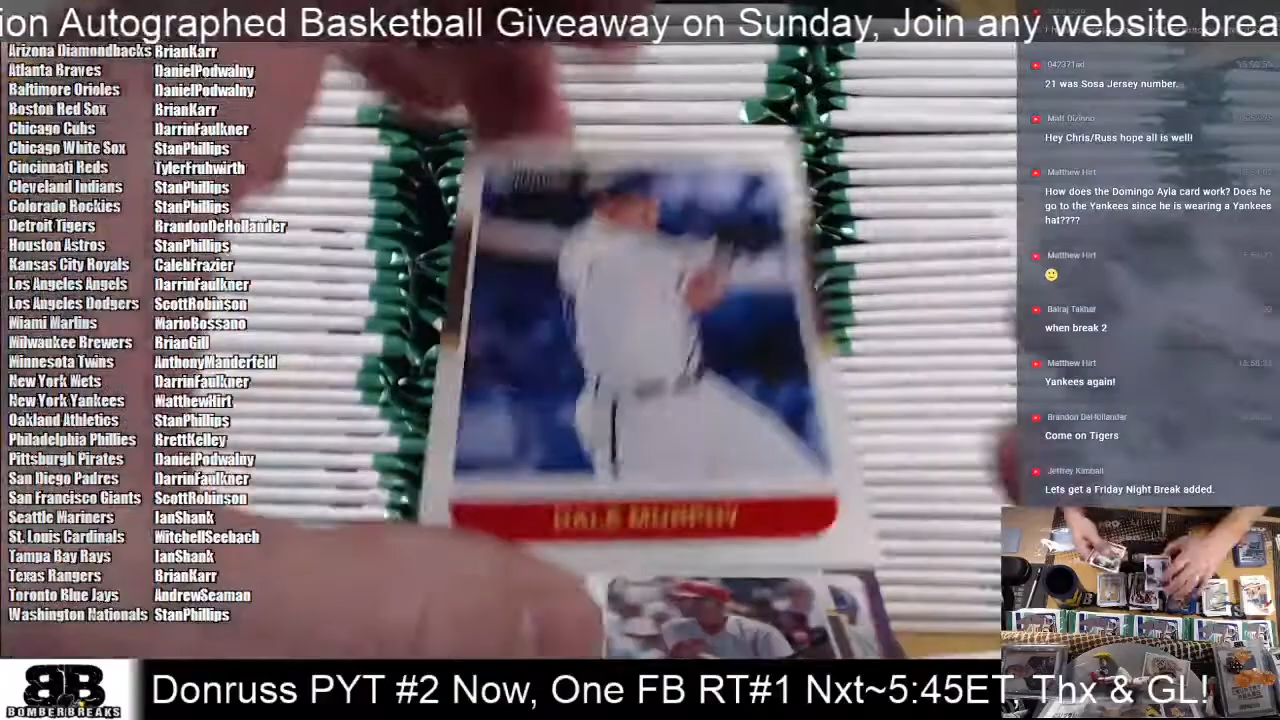 ion Autographed Basketball Giveaway on Sunday, Join any website brea
Arizona Diamondbacks BrianKarr
Atlanta Braves DanielPodwalny
Baltimore Orioles DanielPodwalny
Boston Red Sox BrianKarr
Chicago Cubs DarrinFaulkner
Chicago White Sox StanPhillips
Cincinnati Reds TylerFruhwirth
Cleveland Indians StanPhillips
Colorado Rockies StanPhillips
Detroit Tigers BrandonDeHollander
Houston Astros StanPhillips
Kansas City Royals CalebFrazier
Los Angeles Angels DarrinFaulkner
Los Angeles Dodgers ScottRobinson
Miami Marlins MarioBossano
Milwaukee Brewers BrianGill
Minnesota Twins AnthonyManderfeld
New York Mets DarrinFaulkner
New York Yankees MatthewHirt
Oakland Athletics StanPhillips
Philadelphia Phillies BrettKelley
Pittsburgh Pirates DanielPodwalny
San Diego Padres DarrinFaulkner
San Francisco Giants ScottRobinson
Seattle Mariners IanShank
St. Louis Cardinals MitchellSeebach
Tampa Bay Rays IanShank
Texas Rangers BrianKarr
Toronto Blue Jays AndrewSeaman
Washington Nationals StanPhillips
DALE MURPHY
042371ad
21 was Sosa Jersey number.
Matt Dizinno
Hey Chris/Russ hope all is well!
Matthew Hirt
How does the Domingo Ayla card work? Does he
go to the Yankees since he is wearing a Yankees
hat????
Matthew Hirt
Balraj Takhar
when break 2
Matthew Hirt
Yankees again!
Brandon DeHollander
Come on Tigers
Jeffrey Kimball
Lets get a Friday Night Break added.
BB
BOMBERBREAKS
Donruss PYT #2 Now, One FB RT#1 Nxt~5:45ET. Thx & GL!